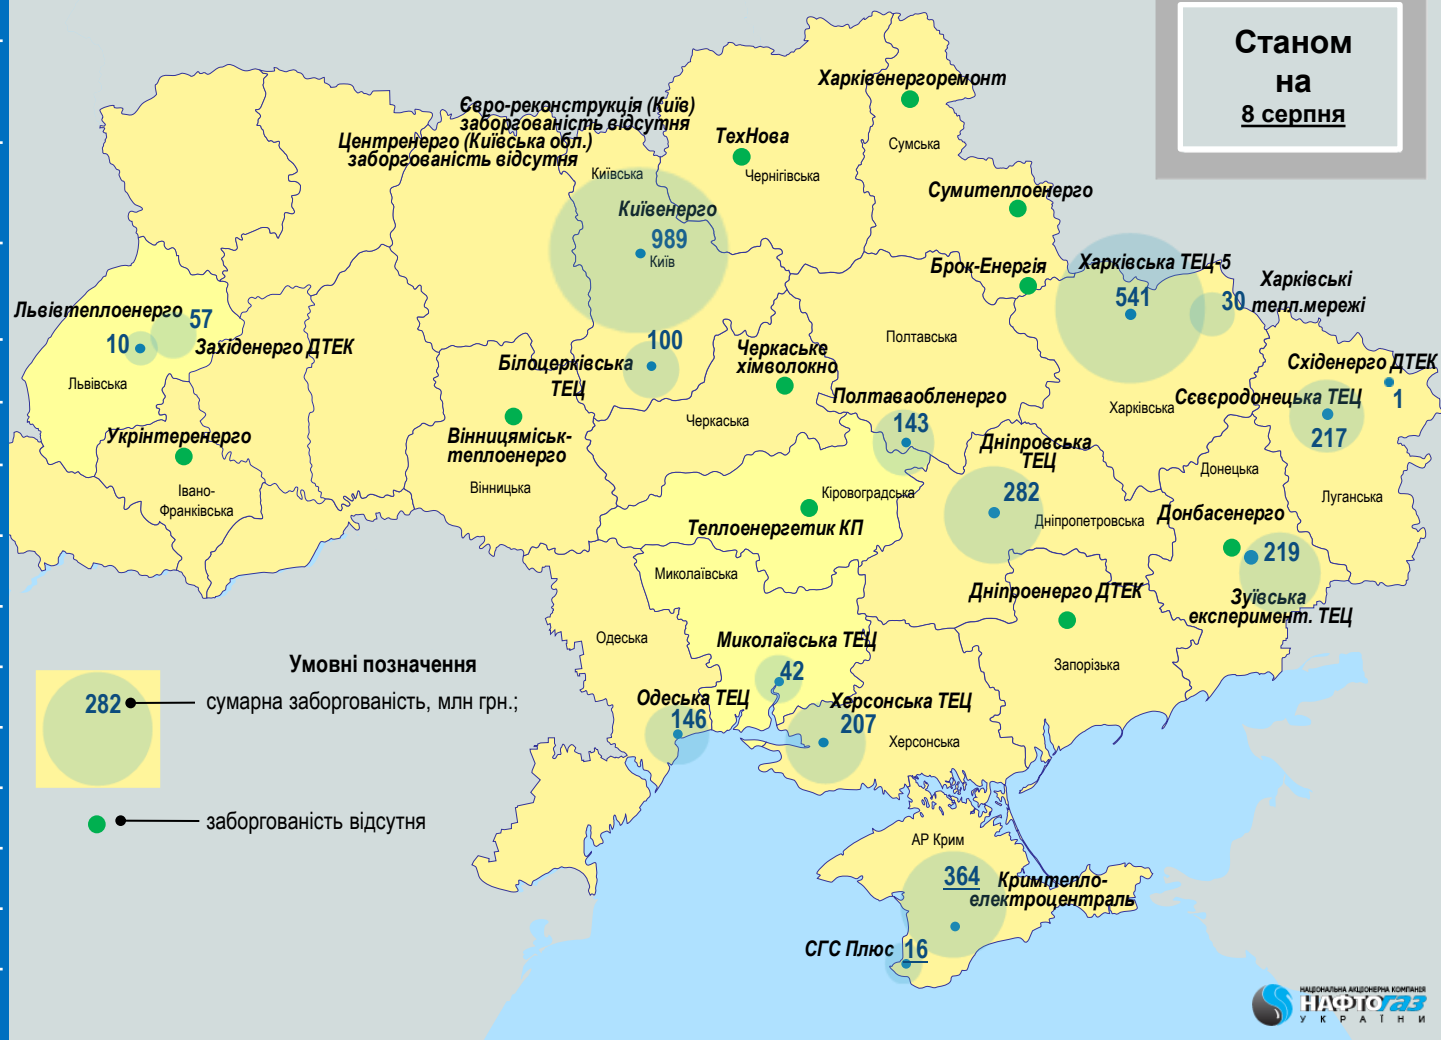 Станом
на
8 серпня
Харківенергоремонт
Євро-реконструкція (Київ)
заборгованість відсутня
Центренерго (Київська обл.)
заборгованість відсутня
ТехНова
Сумська
Київська
Чернігівська
Сумитеплоенерго
Київенерго
989
Київ
Брок-Енергія
Харківська ТЕЦ-5
541
Харківські
тепл.мережі
30
Львівтеплоенерго
57
10
Західенерго ДТЕК
Львівська
Білоцерківська
ТЕЦ
100
Черкаське
хімволокно
Полтавська
Полтаваобленерго
143
Черкаська
Східенерго ДТЕК
1
Сєвєродонецька ТЕЦ
217
Харківська
Укрінтеренерго
Вінницяміськ-
теплоенерго
Вінницька
Івано-
Франківська
Дніпровська
ТЕЦ
282
Дніпропетровська
Донецька
Луганська
Кіровоградська
Теплоенергетик КП
Донбасенерго
219
Зуївська
експеримент. ТЕЦ
Миколаївська
Дніпроенерго ДТЕК
Одеська
Миколаївська ТЕЦ
42
Запорізька
Одеська ТЕЦ
146
Херсонська ТЕЦ
207
Херсонська
Умовні позначення
282
сумарна заборгованість, млн грн.;
заборгованість відсутня
АР Крим
364
Кримтепло-
електроцентраль
СГС Плюс
16
НАЦІОНАЛЬНА АКЦІОНЕРНА КОМПАНІЯ
НАФТОГАЗ
УКРАЇНИ